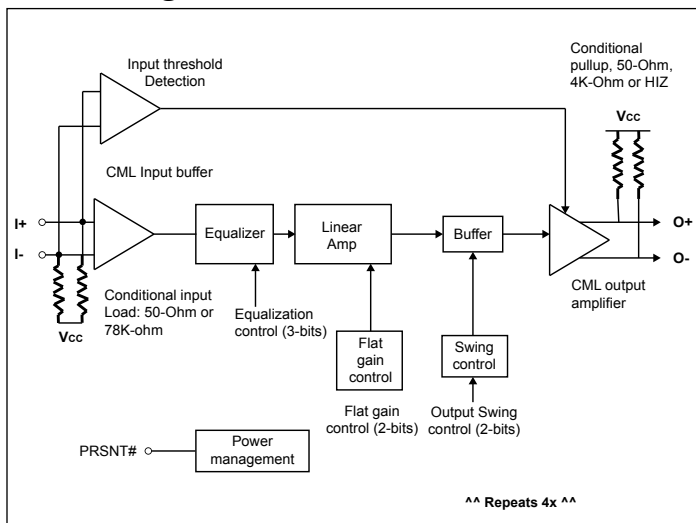 Input threshold
Detection
Conditional
pullup, 50-Ohm,
4K-Ohm or HIZ
Vcc
CML Input buffer
I+
I-
Equalizer
Linear
Amp
Buffer
O+
O-
CML output
amplifier
Conditional input
Load: 50-Ohm or
78K-ohm
Vcc
Equalization
control (3-bits)
Flat
gain
control
Swing
control
Flat gain
control (2-bits)
Output Swing
control (2-bits)
PRSNT#
Power
management
^^ Repeats 4x ^^